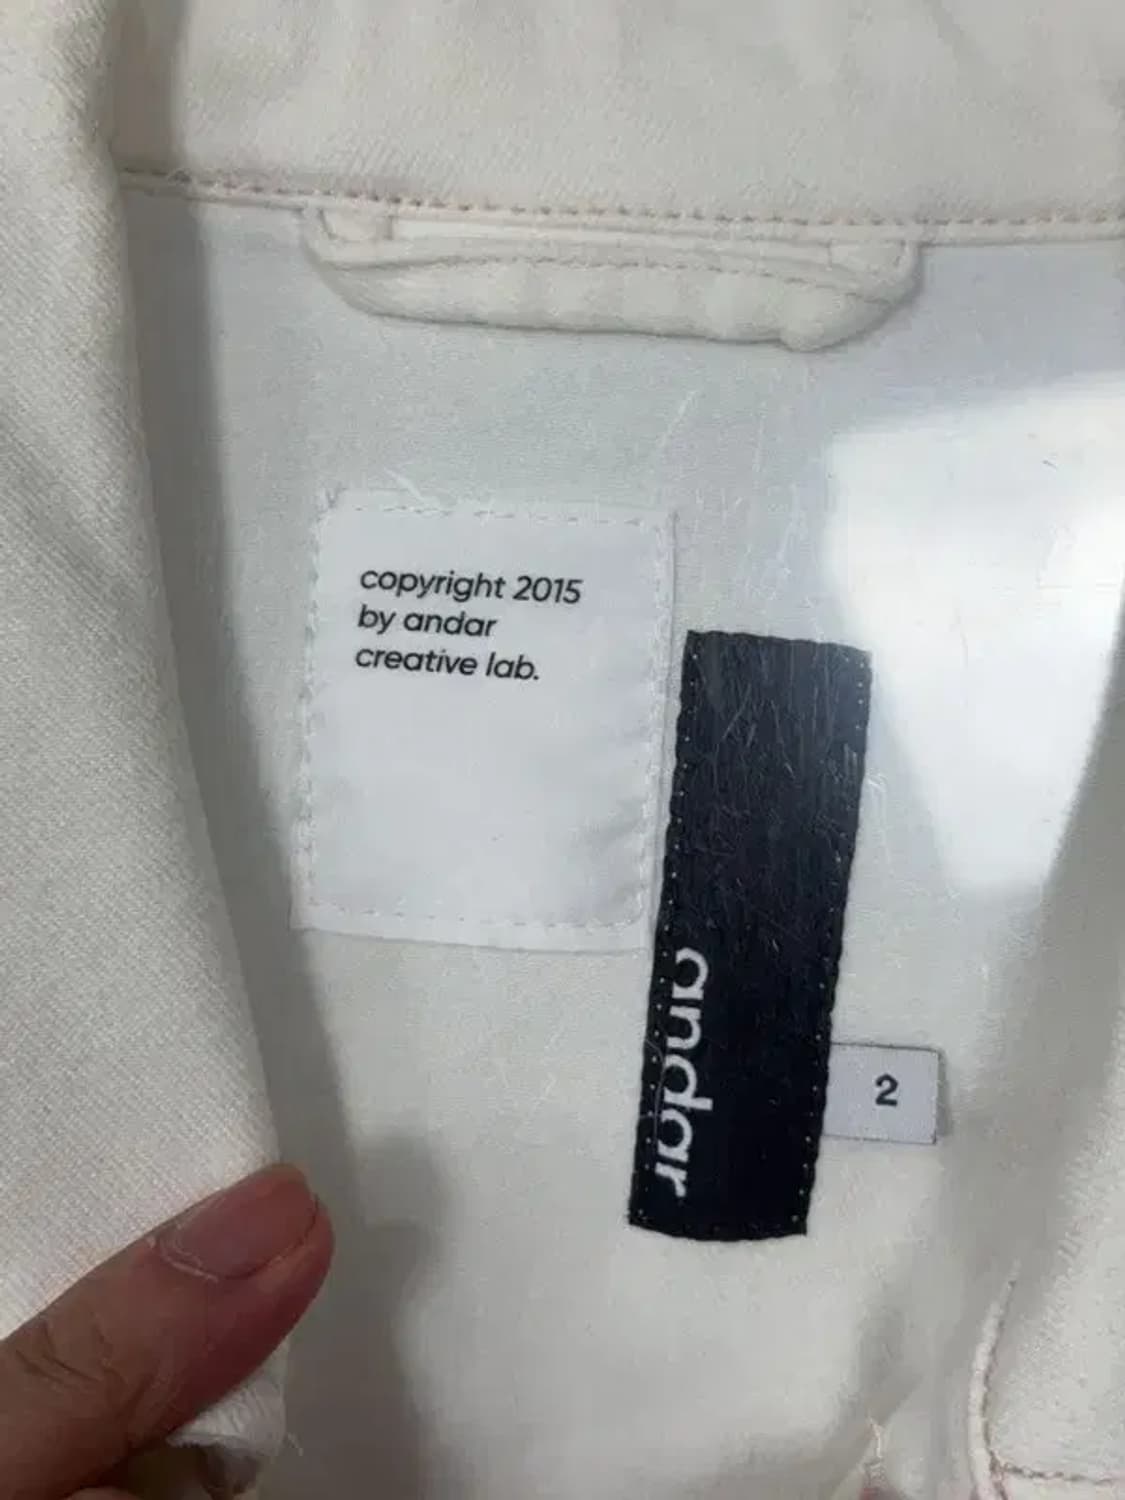 copyright 2015
by andar
creative lab.
andar
2